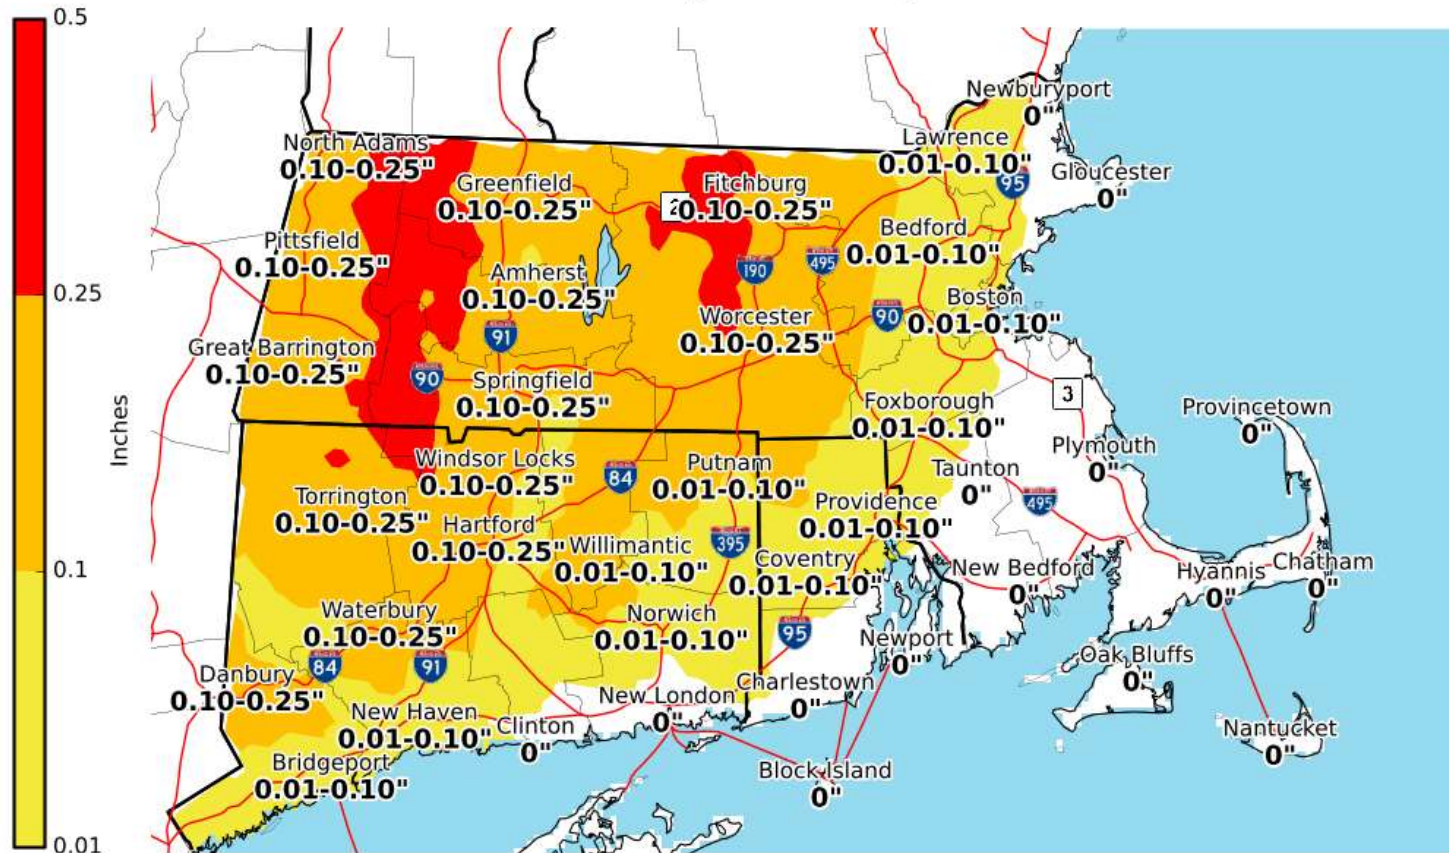 0.5
0.25
0.1
0.01
Inches
Newburyport
0"
North Adams
0.10-0.25"
Lawrence
0.01-0.10"
95
Gloucester
0"
Greenfield
0.10-0.25"
2
Fitchburg
0.10-0.25"
Pittsfield
0.10-0.25"
Bedford
0.01-0.10"
190
495
Amherst
0.10-0.25"
Boston
0.01-0.10"
90
91
Worcester
0.10-0.25"
Great Barrington
0.10-0.25"
90
Springfield
0.10-0.25"
3
Foxborough
0.01-0.10"
Provincetown
0"
Plymouth
0"
Windsor Locks
0.10-0.25"
84
Putnam
0.01-0.10"
Taunton
0"
495
Torrington
0.10-0.25"
Providence
0.01-0.10"
Hartford
0.10-0.25"
Willimantic
0.01-0.10"
395
Coventry
0.01-0.10"
New Bedford
0"
Hyannis
0"
Chatham
0"
Waterbury
0.10-0.25"
Norwich
0.01-0.10"
95
Newport
0"
84
91
Oak Bluffs
0"
Danbury
0.10-0.25"
New London
0"
Charlestown
0"
New Haven
0.01-0.10"
Clinton
0"
Nantucket
0"
Bridgeport
0.01-0.10"
Block Island
0"